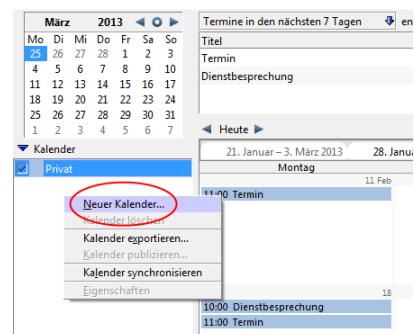 März 2013
Mo Di Mi Do Fr Sa So
25 26 27 28 1 2 3
4 5 6 7 8 9 10
11 12 13 14 15 16 17
18 19 20 21 22 23 24
25 26 27 28 29 30 31
1 2 3 4 5 6 7
Kalender
Privat
Neuer Kalender...
Kalender löschen
Kalender exportieren...
Kalender publizieren...
Kalender synchronisieren
Eigenschaften
Termine in den nächsten 7 Tagen en
Titel
Termin
Dienstbesprechung
Heute
21. Januar – 3. März 2013 28. Janua
Montag
11 Feb
11:00 Termin
18
10:00 Dienstbesprechung
11:00 Termin